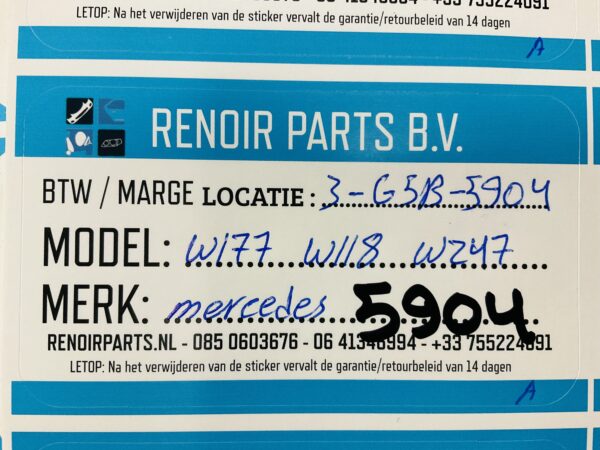 LETOP: Na het verwijderen van de sticker vervalt de garantie/retourbeleid van 14 dagen
A
RENOIR PARTS B.V.
BTW / MARGE LOCATIE: 3-G5B-5904
MODEL: W177 W118 W247
MERK: mercedes 5904
RENOIRPARTS.NL - 085 0603676 - 06 41348994 - +33 755224891
LETOP: Na het verwijderen van de sticker vervalt de garantie/retourbeleid van 14 dagen
A